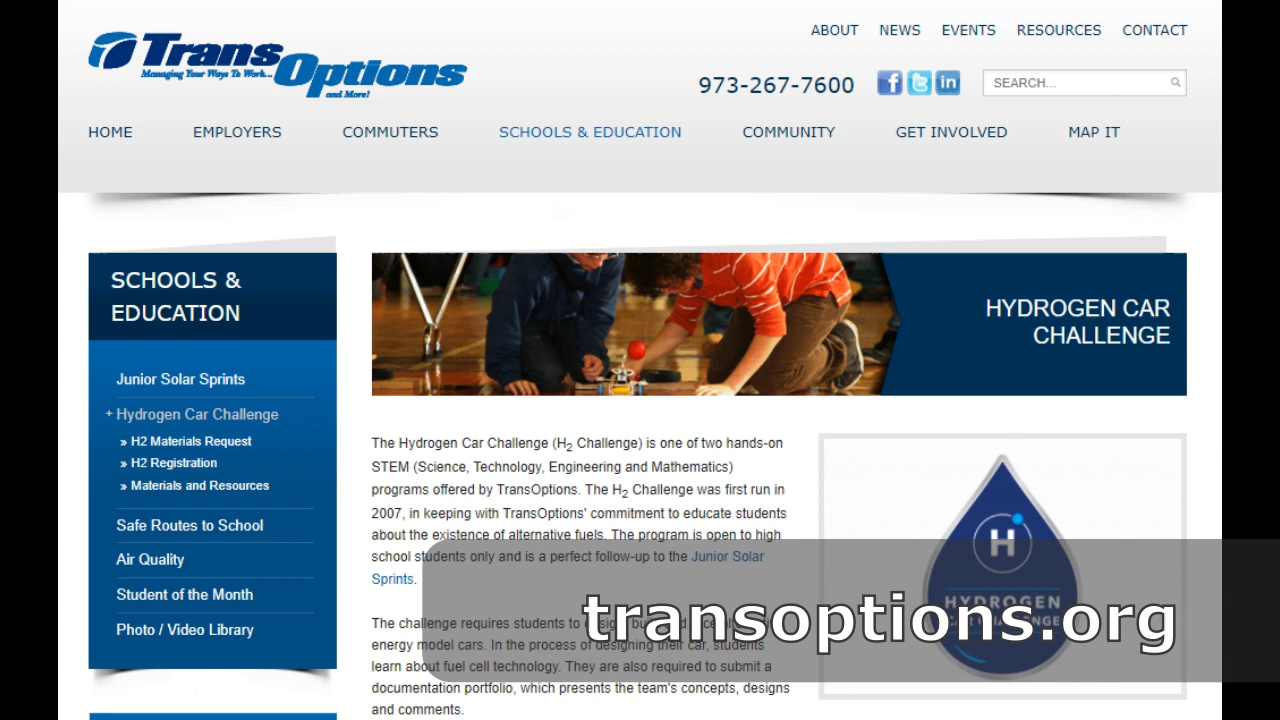 ABOUT NEWS EVENTS RESOURCES CONTACT
Trans Options
Managing Your Ways To Work...
and More!
973-267-7600
SEARCH...
HOME EMPLOYERS COMMUTERS SCHOOLS & EDUCATION COMMUNITY GET INVOLVED MAP IT
SCHOOLS &
EDUCATION
Junior Solar Sprints
+ Hydrogen Car Challenge
» H2 Materials Request
» H2 Registration
» Materials and Resources
Safe Routes to School
Air Quality
Student of the Month
Photo / Video Library
HYDROGEN CAR
CHALLENGE
The Hydrogen Car Challenge (H2 Challenge) is one of two hands-on
STEM (Science, Technology, Engineering and Mathematics)
programs offered by TransOptions. The H2 Challenge was first run in
2007, in keeping with TransOptions' commitment to educate students
about the existence of alternative fuels. The program is open to high
school students only and is a perfect follow-up to the Junior Solar
Sprints.
The challenge requires students to
energy model cars. In the process of designing their car, students
learn about fuel cell technology. They are also required to submit a
documentation portfolio, which presents the team's concepts, designs
and comments.
H
HYDROGEN
CAR CHALLENGE
transoptions.org